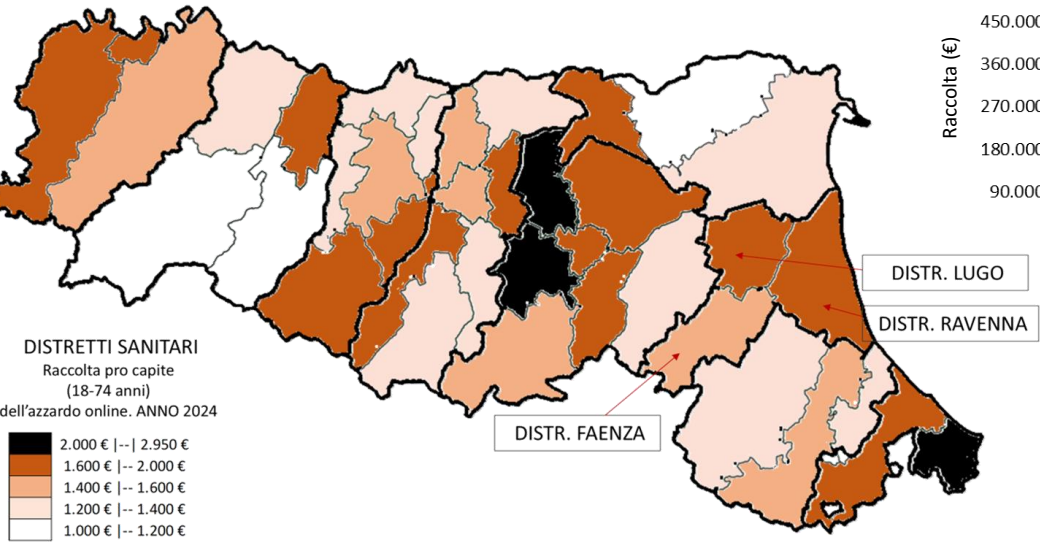 450.000
360.000
270.000
180.000
90.000
Raccolta (€)
DISTR. LUGO
DISTR. RAVENNA
DISTR. FAENZA
DISTRETTI SANITARI
Raccolta pro capite
(18-74 anni)
dell'azzardo online. ANNO 2024
2.000 € |--| 2.950 €
1.600 € |-- 2.000 €
1.400 € |-- 1.600 €
1.200 € |-- 1.400 €
1.000 € |-- 1.200 €